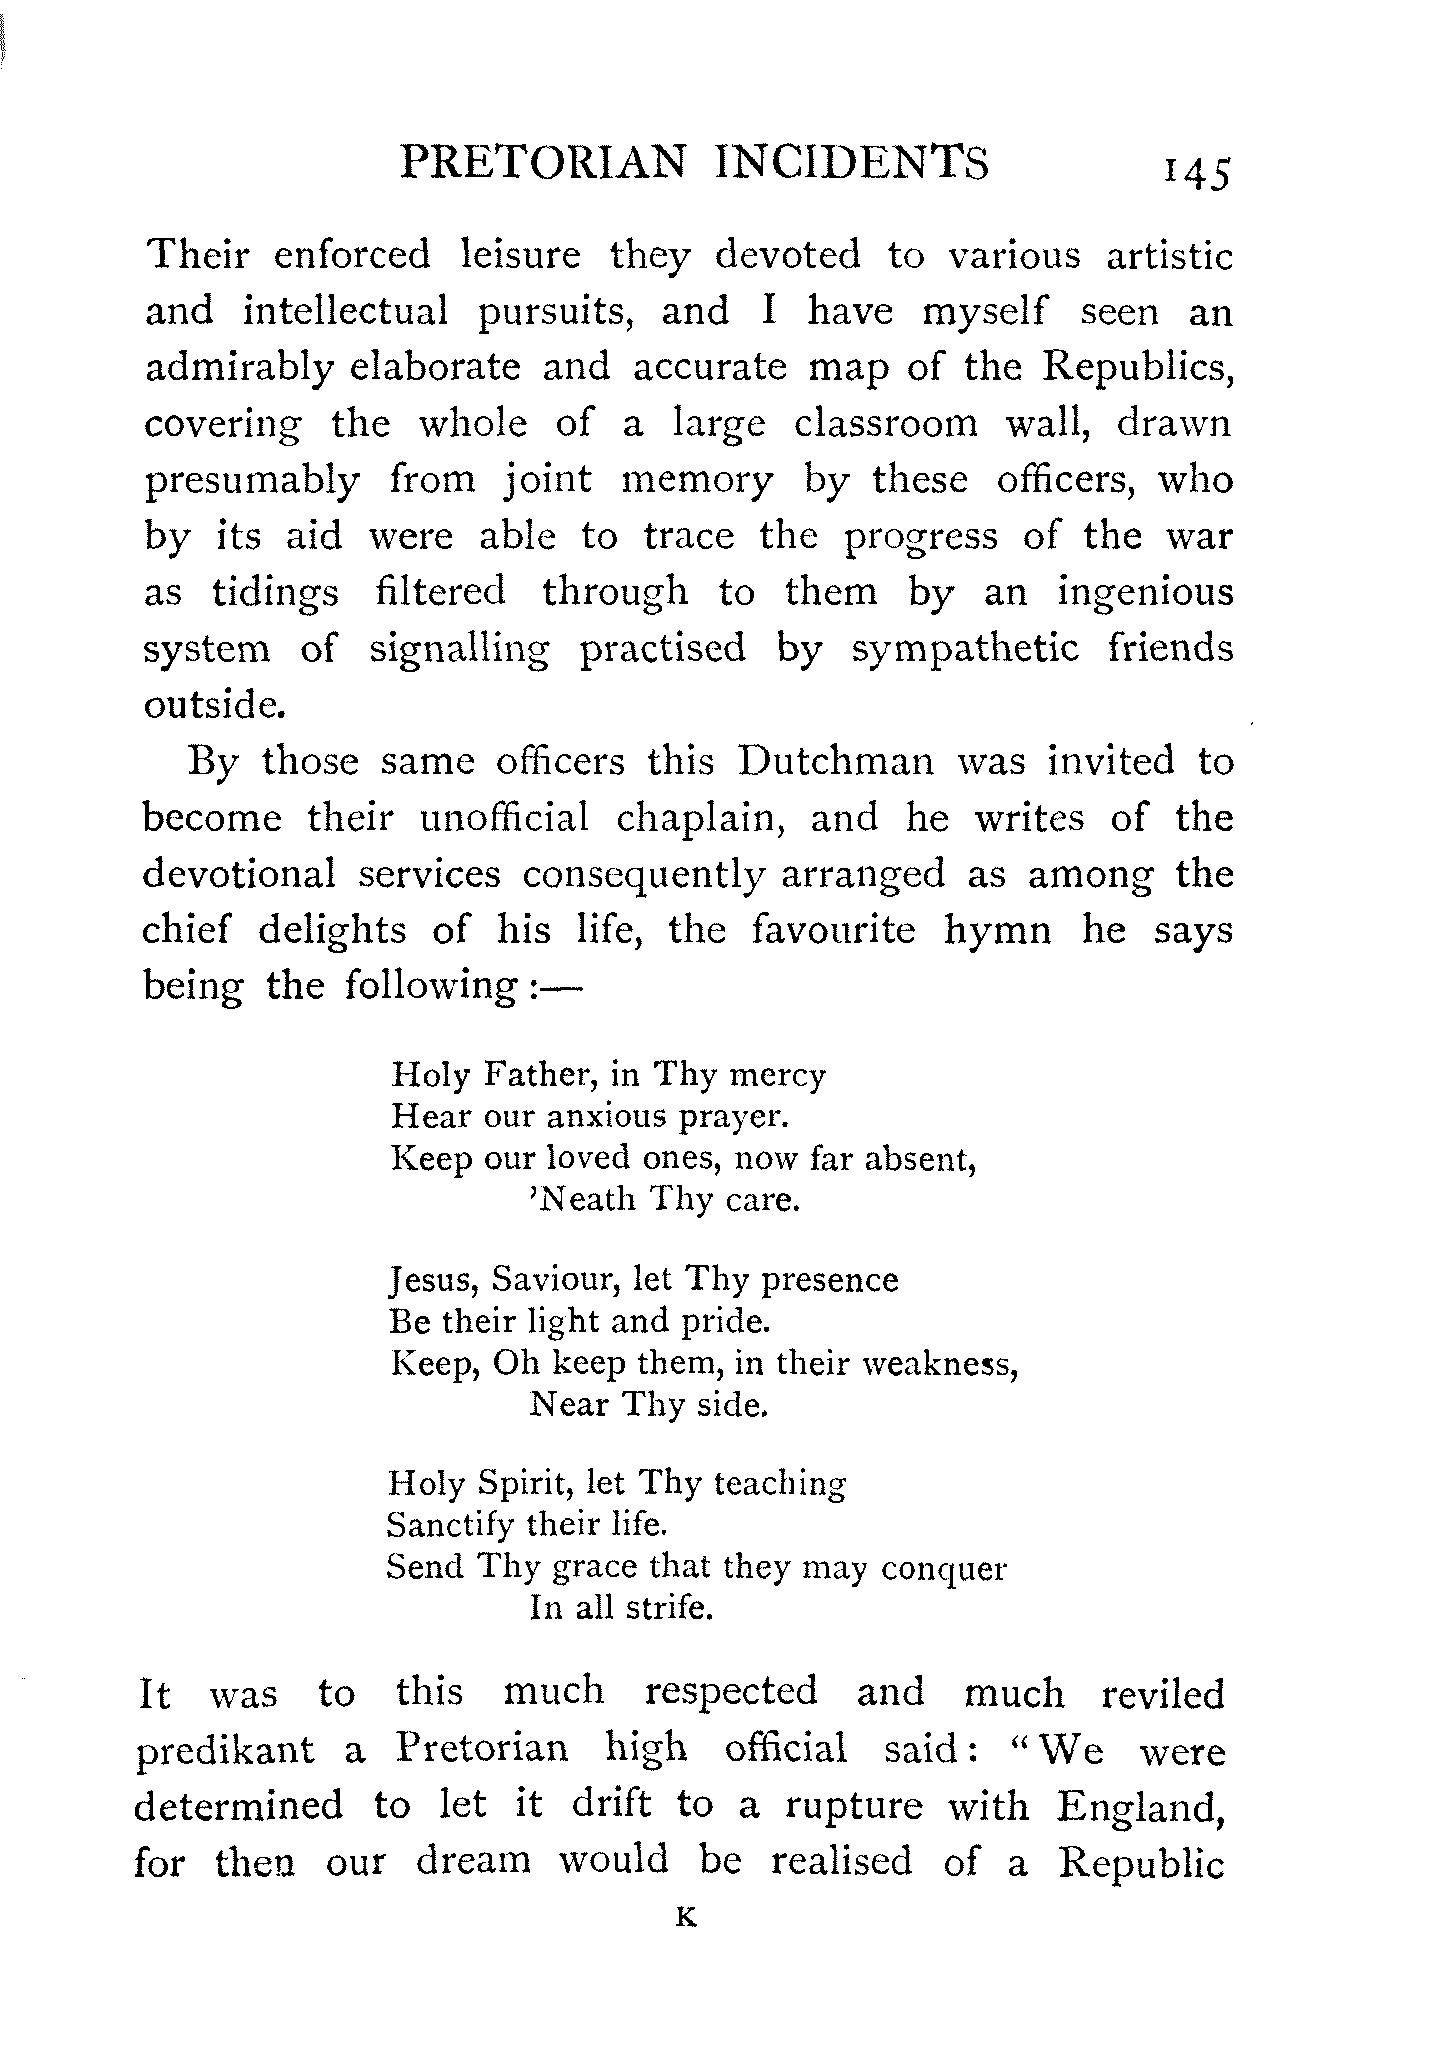 PRETORIAN INCIDENTS 145
Their enforced leisure they devoted to various artistic
and intellectual pursuits, and I have myself seen an
admirably elaborate and accurate map of the Republics,
covering the whole of a large classroom wall, drawn
presumably from joint memory by these officers, who
by its aid were able to trace the progress of the war
as tidings filtered through to them by an ingenious
system of signalling practised by sympathetic friends
outside.
By those same officers this Dutchman was invited to
become their unofficial chaplain, and he writes of the
devotional services consequently arranged as among the
chief delights of his life, the favourite hymn he says
being the following :—
Holy Father, in Thy mercy
Hear our anxious prayer.
Keep our loved ones, now far absent,
’Neath Thy care.
Jesus, Saviour, let Thy presence
Be their light and pride.
Keep, Oh keep them, in their weakness,
Near Thy side.
Holy Spirit, let Thy teaching
Sanctify their life.
Send Thy grace that they may conquer
In all strife.
It was to this much respected and much reviled
predikant a Pretorian high official said: “We were
determined to let it drift to a rupture with England,
for then our dream would be realised of a Republic
K